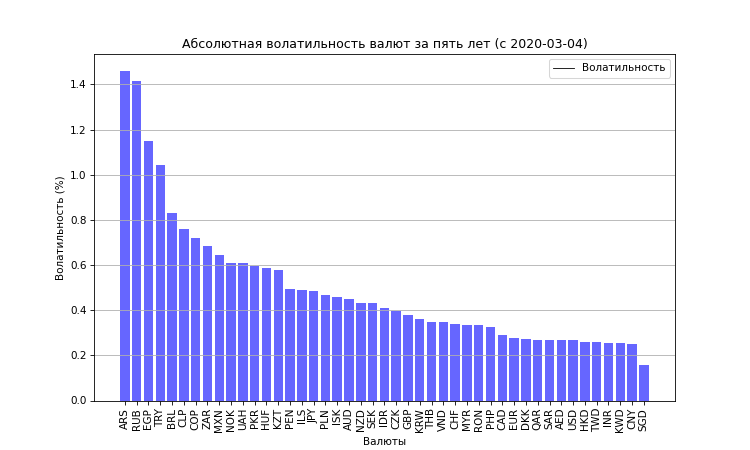 Абсолютная волатильность валют за пять лет (с 2020-03-04)
Волатильность
Волатильность (%)
1.4
1.2
1.0
0.8
0.6
0.4
0.2
0.0
ARS RUB EGP TRY BRL CLP COP ZAR MXN NOK UAH PKR HUF KZT PEN ILS JPY PLN ISK AUD NZD SEK IDR CZK GBP KRW THB VND CHF MYR RON PHP CAD EUR DKK QAR SAR AED USD HKD TWD INR KWD CNY SGD
Валюты